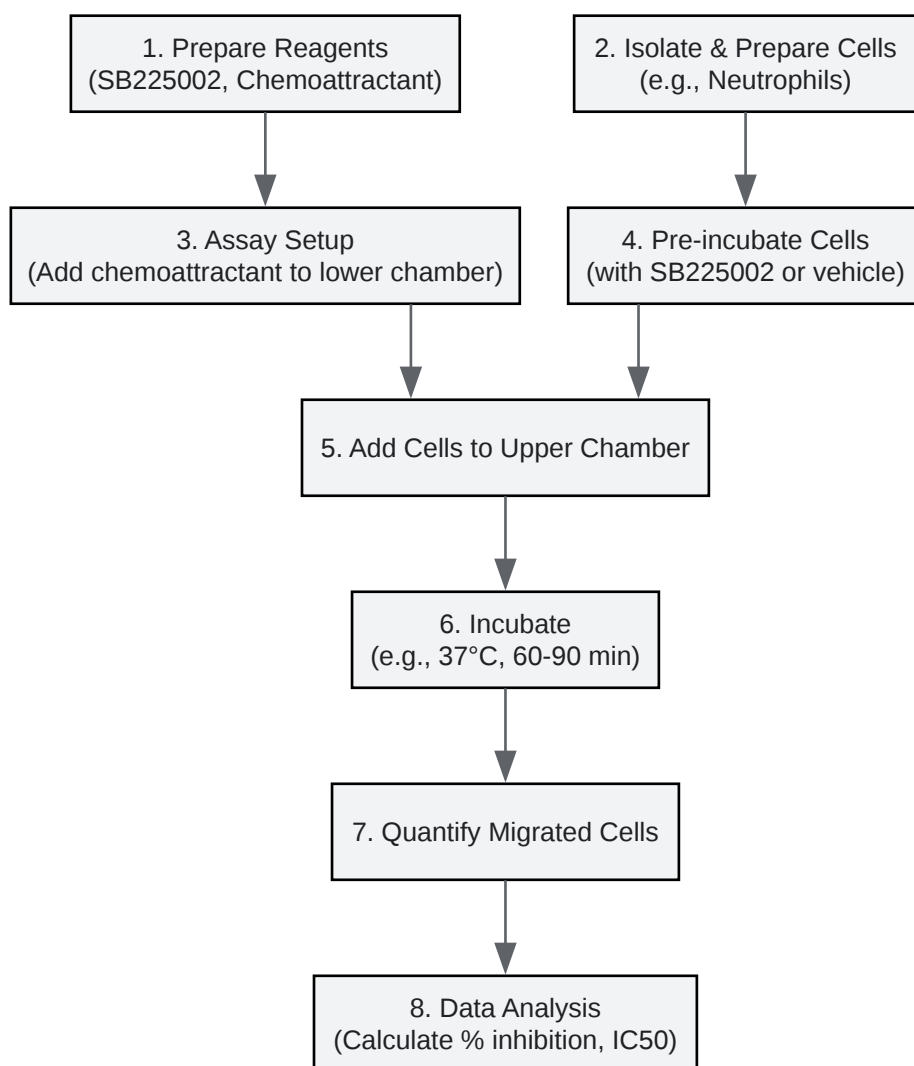 1. Prepare Reagents
(SB225002, Chemoattractant)
2. Isolate & Prepare Cells
(e.g., Neutrophils)
3. Assay Setup
(Add chemoattractant to lower chamber)
4. Pre-incubate Cells
(with SB225002 or vehicle)
5. Add Cells to Upper Chamber
6. Incubate
(e.g., 37°C, 60-90 min)
7. Quantify Migrated Cells
8. Data Analysis
(Calculate % inhibition, IC50)